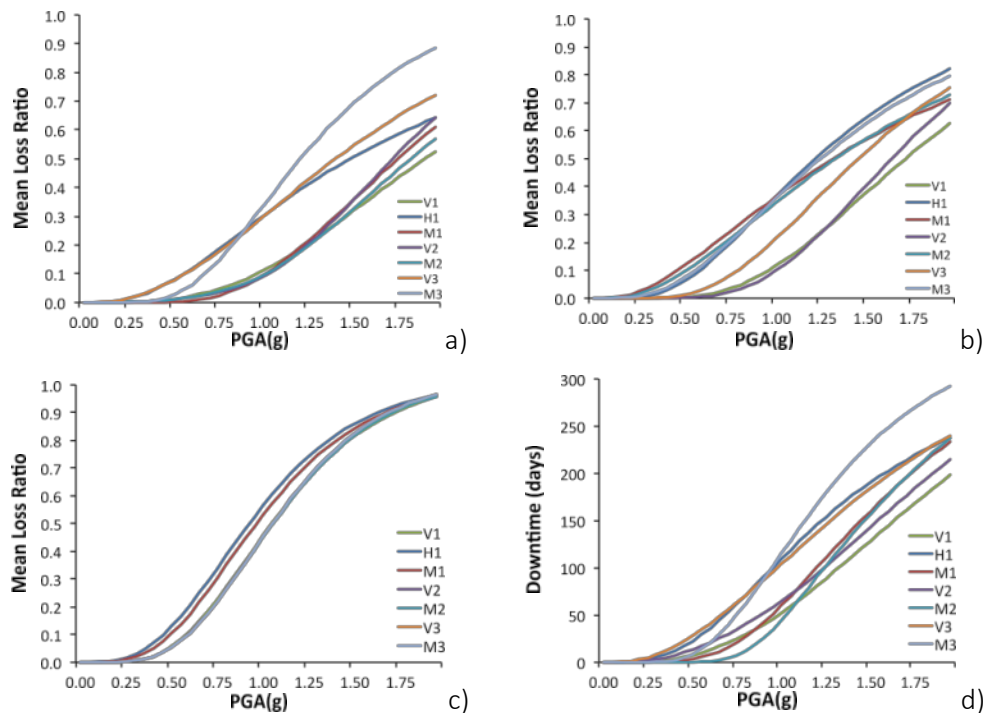 1.0
0.9
0.8
0.7
0.6
0.5
0.4
0.3
0.2
0.1
0.0
Mean Loss Ratio
0.00 0.25 0.50 0.75 1.00 1.25 1.50 1.75
PGA(g)
V1
H1
M1
V2
M2
V3
M3
a)
1.0
0.9
0.8
0.7
0.6
0.5
0.4
0.3
0.2
0.1
0.0
Mean Loss Ratio
0.00 0.25 0.50 0.75 1.00 1.25 1.50 1.75
PGA(g)
V1
H1
M1
V2
M2
V3
M3
b)
1.0
0.9
0.8
0.7
0.6
0.5
0.4
0.3
0.2
0.1
0.0
Mean Loss Ratio
0.00 0.25 0.50 0.75 1.00 1.25 1.50 1.75
PGA(g)
V1
H1
M1
V2
M2
V3
M3
c)
300
250
200
150
100
50
0
Downtime (days)
0.00 0.25 0.50 0.75 1.00 1.25 1.50 1.75
PGA(g)
V1
H1
M1
V2
M2
V3
M3
d)